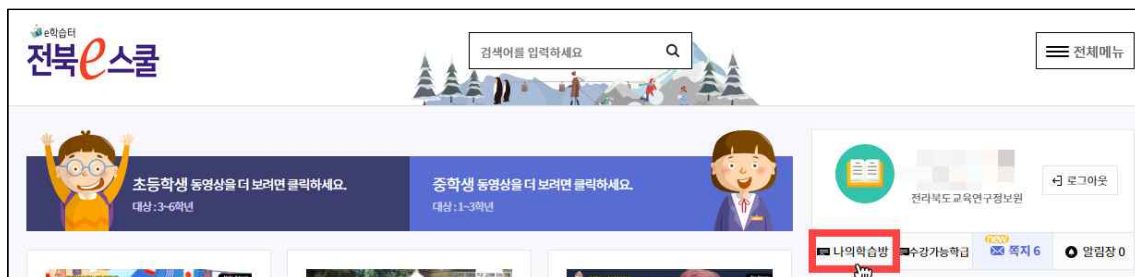 e학습터
전북e스쿨
검색어를 입력하세요
전체메뉴
초등학생 동영상을 더 보려면 클릭하세요.
대상 : 3~6학년
중학생 동영상을 더 보려면 클릭하세요.
대상 : 1~3학년
전라북도교육연구정보원
로그아웃
나의학습방
수강가능학급
new
쪽지 6
알림장 0